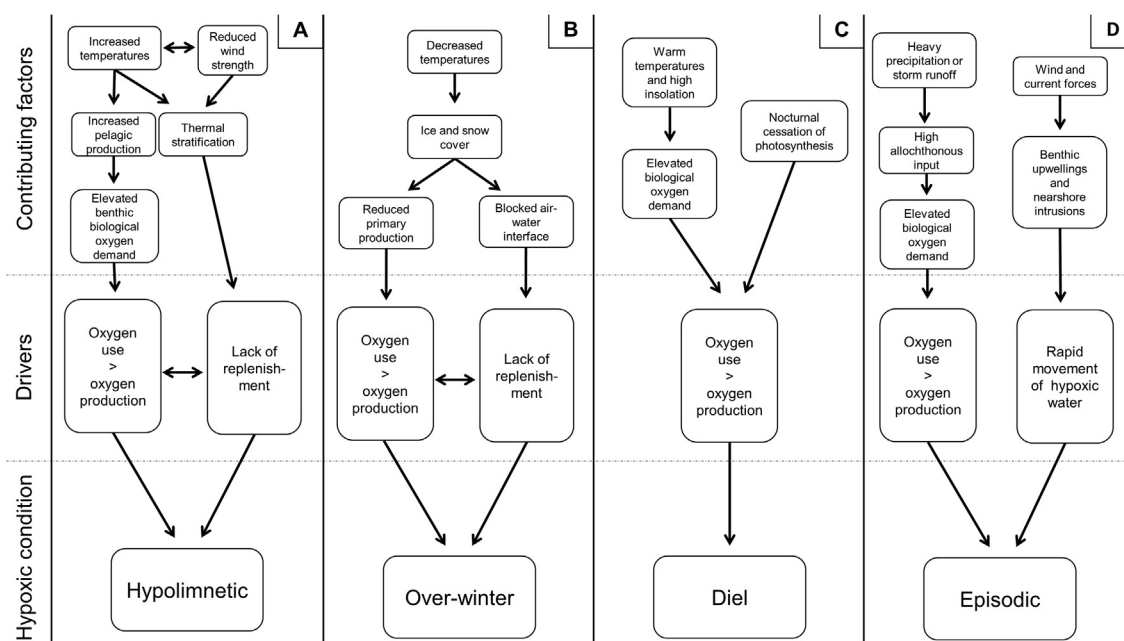 Contributing factors
Drivers
Hypoxic condition
A
Increased
temperatures
Reduced
wind
strength
Increased
pelagic
production
Thermal
stratification
Elevated
benthic
biological
oxygen
demand
Oxygen
use
>
oxygen
production
Lack of
replenish-
ment
Hypolimnetic
B
Decreased
temperatures
Ice and snow
cover
Reduced
primary
production
Blocked air-
water
interface
Oxygen
use
>
oxygen
production
Lack of
replenish-
ment
Over-winter
C
Warm
temperatures
and high
insolation
Nocturnal
cessation of
photosynthesis
Elevated
biological
oxygen
demand
Oxygen
use
>
oxygen
production
Diel
D
Heavy
precipitation or
storm runoff
Wind and
current forces
High
allochthonous
input
Benthic
upwellings
and
nearshore
intrusions
Elevated
biological
oxygen
demand
Oxygen
use
>
oxygen
production
Rapid
movement
of hypoxic
water
Episodic